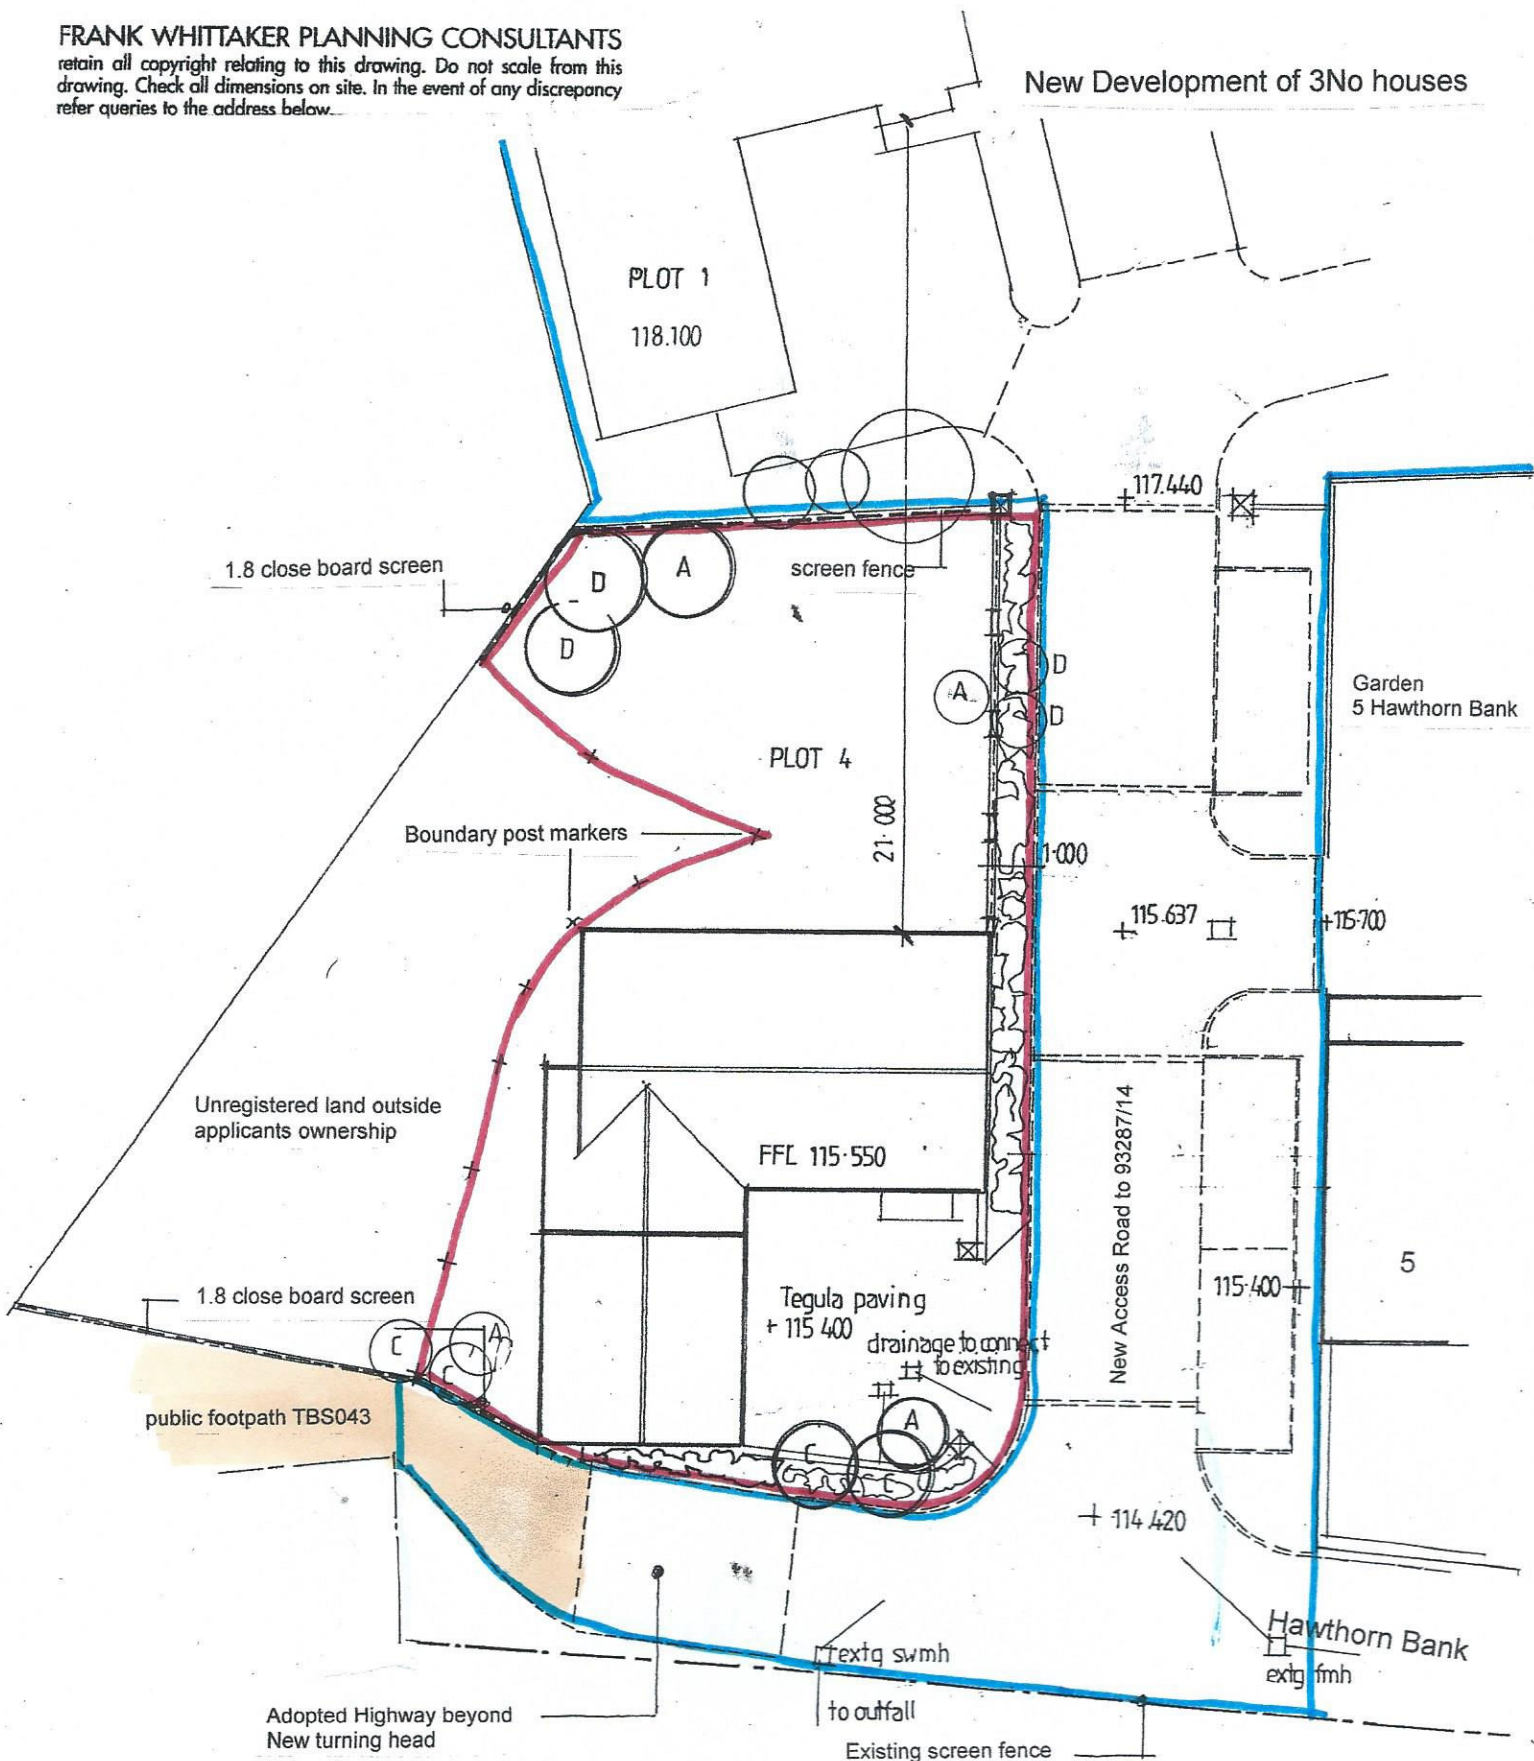 FRANK WHITTAKER PLANNING CONSULTANTS
retain all copyright relating to this drawing. Do not scale from this
drawing. Check all dimensions on site. In the event of any discrepancy
refer queries to the address below.
New Development of 3No houses
PLOT 1
118.100
117.440
1.8 close board screen
D
A
screen fence
D
D
A
D
Garden
5 Hawthorn Bank
PLOT 4
21.000
Boundary post markers
1.000
115.637
115.700
Unregistered land outside
applicants ownership
FFL 115.550
New Access Road to 93287/14
5
115.400
1.8 close board screen
Tegula paving
+ 115 400
drainage to connect
to existing
C
A
C
public footpath TBS043
A
C
C
114.420
Hawthorn Bank
extg swmh
extg fmh
to outfall
Adopted Highway beyond
New turning head
Existing screen fence